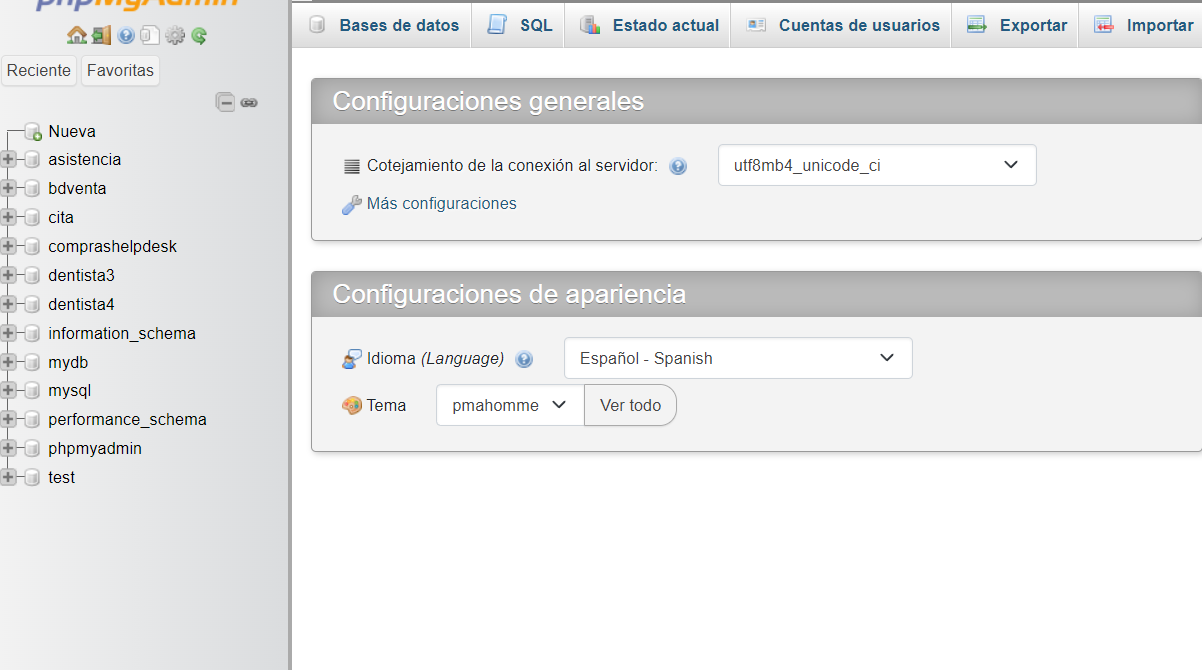 phpMyAdmin
Reciente Favoritas
Nueva
asistencia
bdventa
cita
comprashelpdesk
dentista3
dentista4
information_schema
mydb
mysql
performance_schema
phpmyadmin
test
Bases de datos SQL Estado actual Cuentas de usuarios Exportar Importar
Configuraciones generales
Cotejamiento de la conexión al servidor: utf8mb4_unicode_ci
Más configuraciones
Configuraciones de apariencia
Idioma (Language) Español - Spanish
Tema pmahomme Ver todo